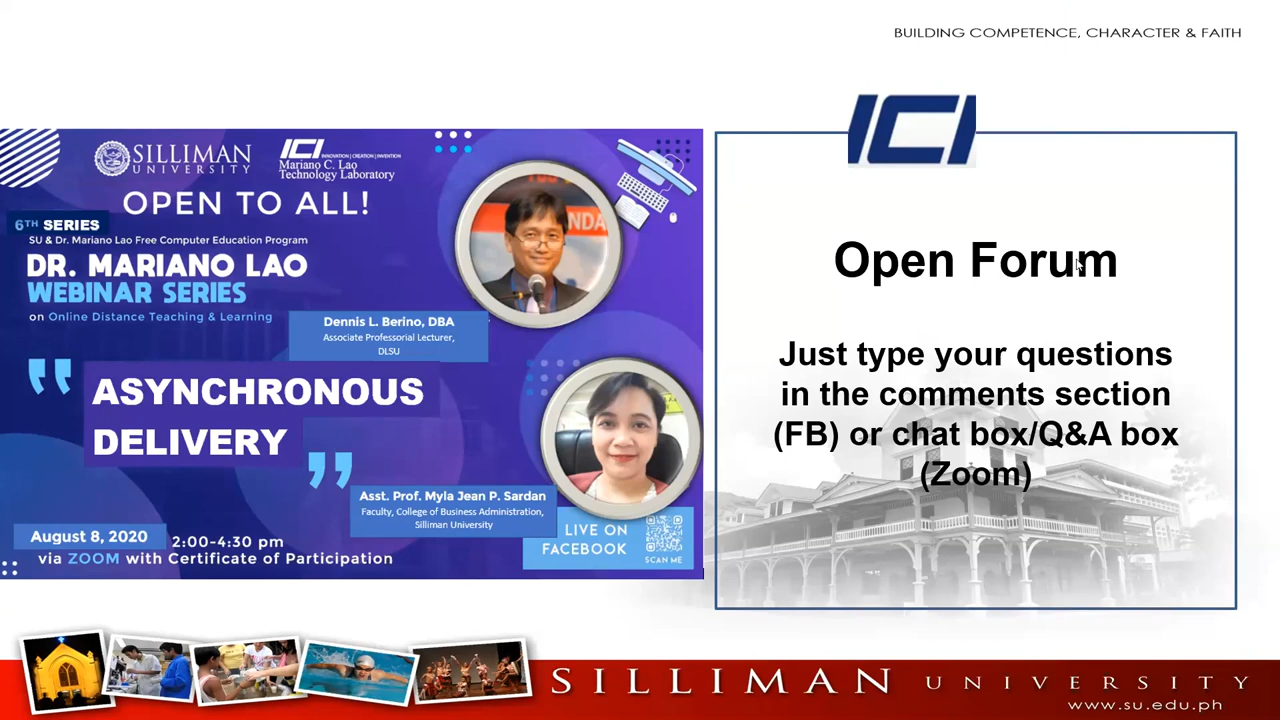 BUILDING COMPETENCE, CHARACTER & FAITH
SILLIMAN
UNIVERSITY
ICI INNOVATION | CREATION | INVENTION
Mariano C. Lao
Technology Laboratory
OPEN TO ALL!
6TH SERIES
SU & Dr. Mariano Lao Free Computer Education Program
DR. MARIANO LAO
WEBINAR SERIES
on Online Distance Teaching & Learning
Dennis L. Berino, DBA
Associate Professorial Lecturer,
DLSU
" ASYNCHRONOUS
DELIVERY "
Asst. Prof. Myla Jean P. Sardan
Faculty, College of Business Administration,
Silliman University
August 8, 2020 2:00-4:30 pm
via ZOOM with Certificate of Participation
LIVE ON
FACEBOOK
SCAN ME
ICI
Open Forum
Just type your questions
in the comments section
(FB) or chat box/Q&A box
(Zoom)
SILLIMAN UNIVERSITY
www.su.edu.ph